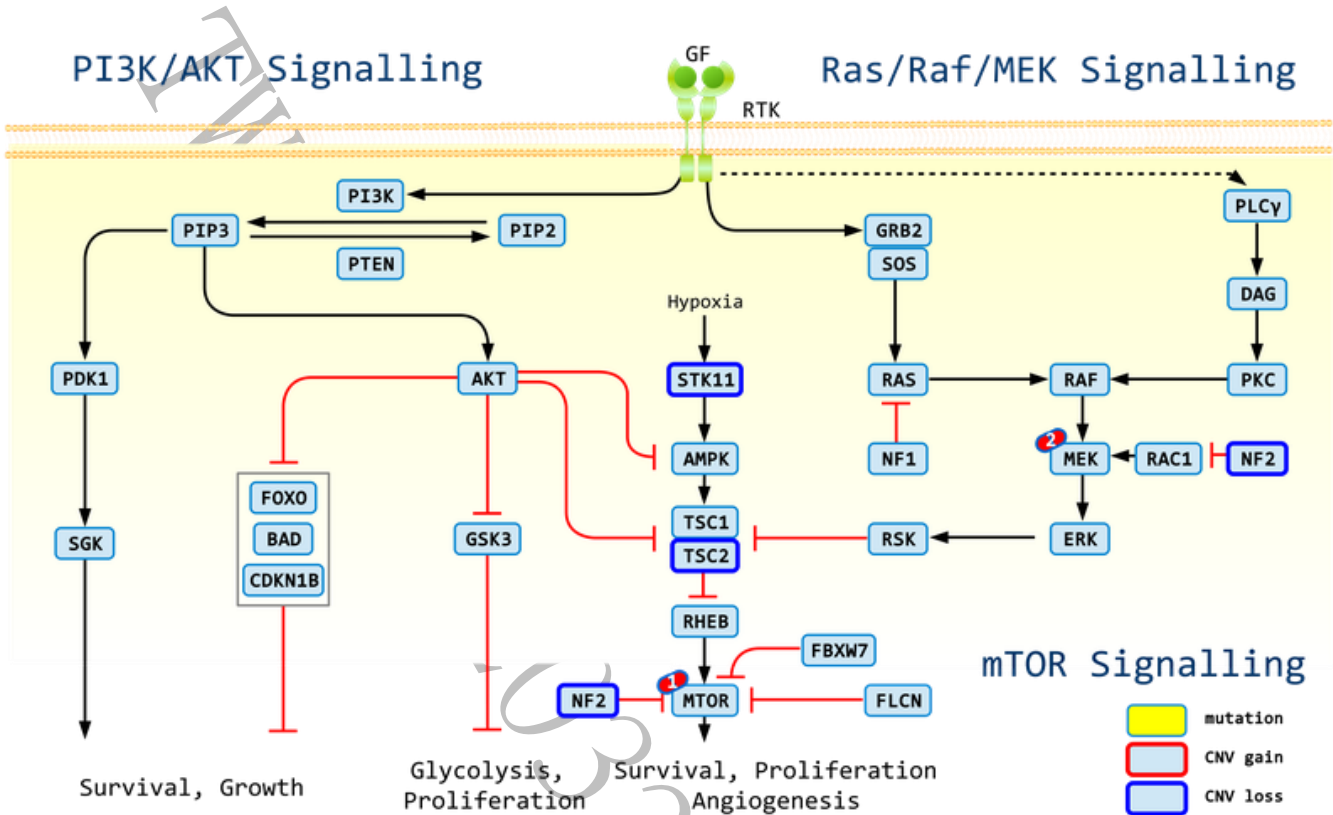 PI3K/AKT Signalling
GF
Ras/Raf/MEK Signalling
RTK
PI3K
PLCγ
PIP3
PIP2
GRB2
PTEN
SOS
DAG
Hypoxia
PDK1
AKT
STK11
RAS
RAF
PKC
2
AMPK
NF1
MEK
RAC1
NF2
FOXO
TSC1
SGK
BAD
GSK3
RSK
ERK
TSC2
CDKN1B
RHEB
FBXW7
mTOR Signalling
1
NF2
MTOR
FLCN
mutation
CNV gain
CNV loss
Survival, Growth
Glycolysis,
Proliferation
Survival, Proliferation
Angiogenesis
TW